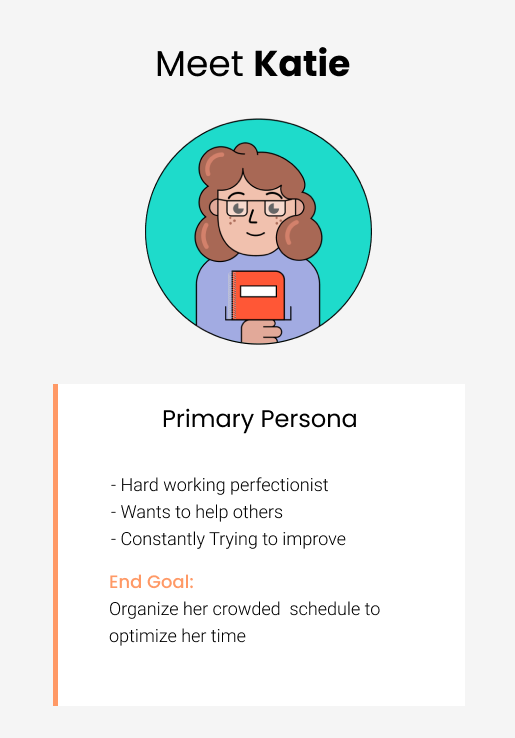 Meet Katie
Primary Persona
- Hard working perfectionist
- Wants to help others
- Constantly Trying to improve
End Goal:
Organize her crowded  schedule to
optimize her time